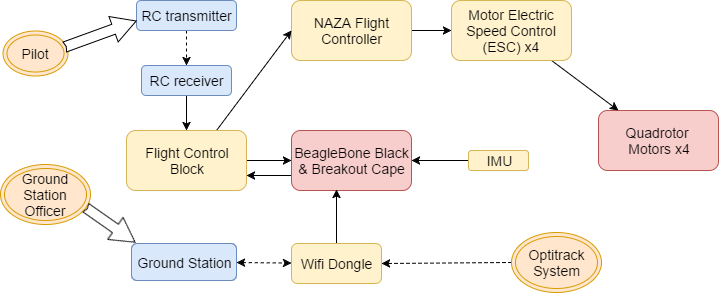 RC transmitter
Pilot
RC receiver
NAZA Flight
Controller
Motor Electric
Speed Control
(ESC) x4
Quadrotor
Motors x4
Flight Control
Block
BeagleBone Black
& Breakout Cape
IMU
Ground
Station
Officer
Ground Station
Wifi Dongle
Optitrack
System